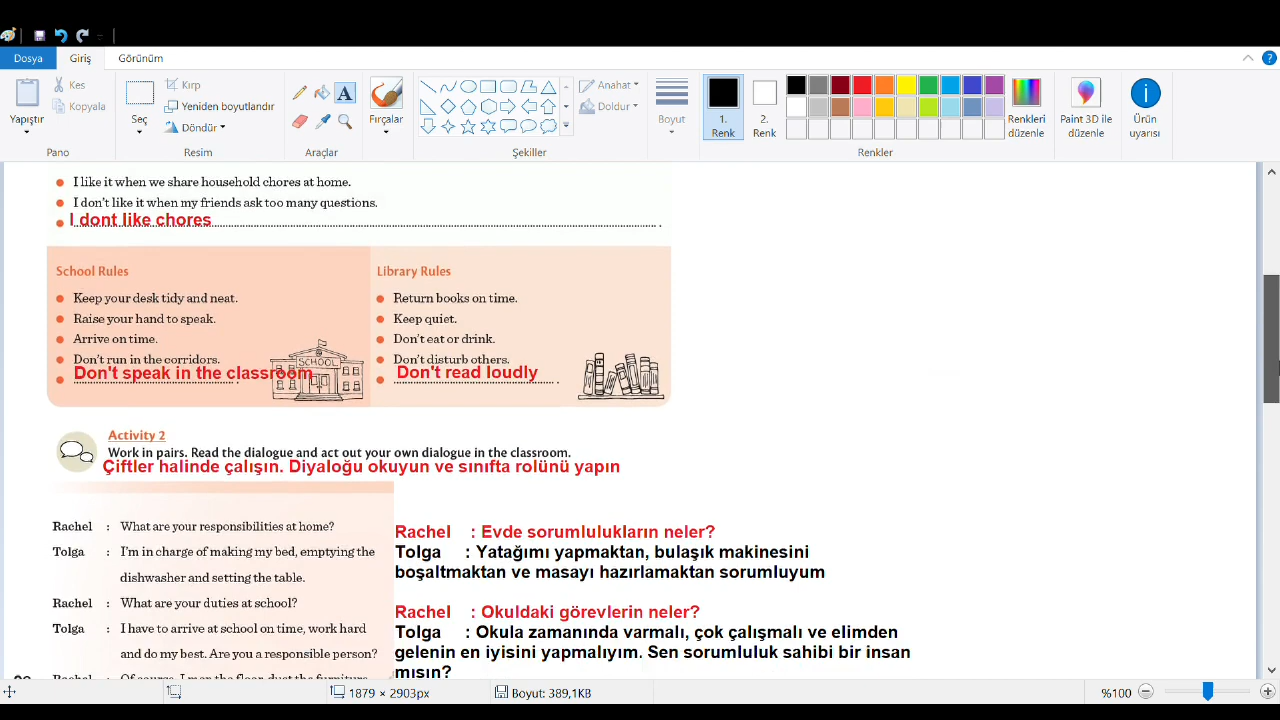 Dosya Giriş Görünüm
Yapıştır
Kes
Kopyala
Seç
Kırp
Yeniden boyutlandır
Döndür
A
Fırçalar
Anahat
Doldur
Boyut
1. Renk
2. Renk
Renkleri düzenle
Paint 3D ile düzenle
Ürün uyarısı
Pano Resim Araçlar Şekiller Renkler
I like it when we share household chores at home.
I don't like it when my friends ask too many questions.
I dont like chores
School Rules
Keep your desk tidy and neat.
Raise your hand to speak.
Arrive on time.
Don't run in the corridors.
Don't speak in the classroom
SCHOOL
Library Rules
Return books on time.
Keep quiet.
Don't eat or drink.
Don't disturb others.
Don't read loudly
Activity 2
Work in pairs. Read the dialogue and act out your own dialogue in the classroom.
Çiftler halinde çalışın. Diyaloğu okuyun ve sınıfta rolünü yapın
Rachel : What are your responsibilities at home?
Tolga : I'm in charge of making my bed, emptying the
dishwasher and setting the table.
Rachel : What are your duties at school?
Tolga : I have to arrive at school on time, work hard
and do my best. Are you a responsible person?
Rachel : Of course, I mop the floor, dust the furniture
Rachel : Evde sorumlulukların neler?
Tolga : Yatağımı yapmaktan, bulaşık makinesini
boşaltmaktan ve masayı hazırlamaktan sorumluyum
Rachel : Okuldaki görevlerin neler?
Tolga : Okula zamanında varmalı, çok çalışmalı ve elimden
gelenin en iyisini yapmalıyım. Sen sorumluluk sahibi bir insan
mısın?
1879 × 2903px
Boyut: 389,1KB
%100